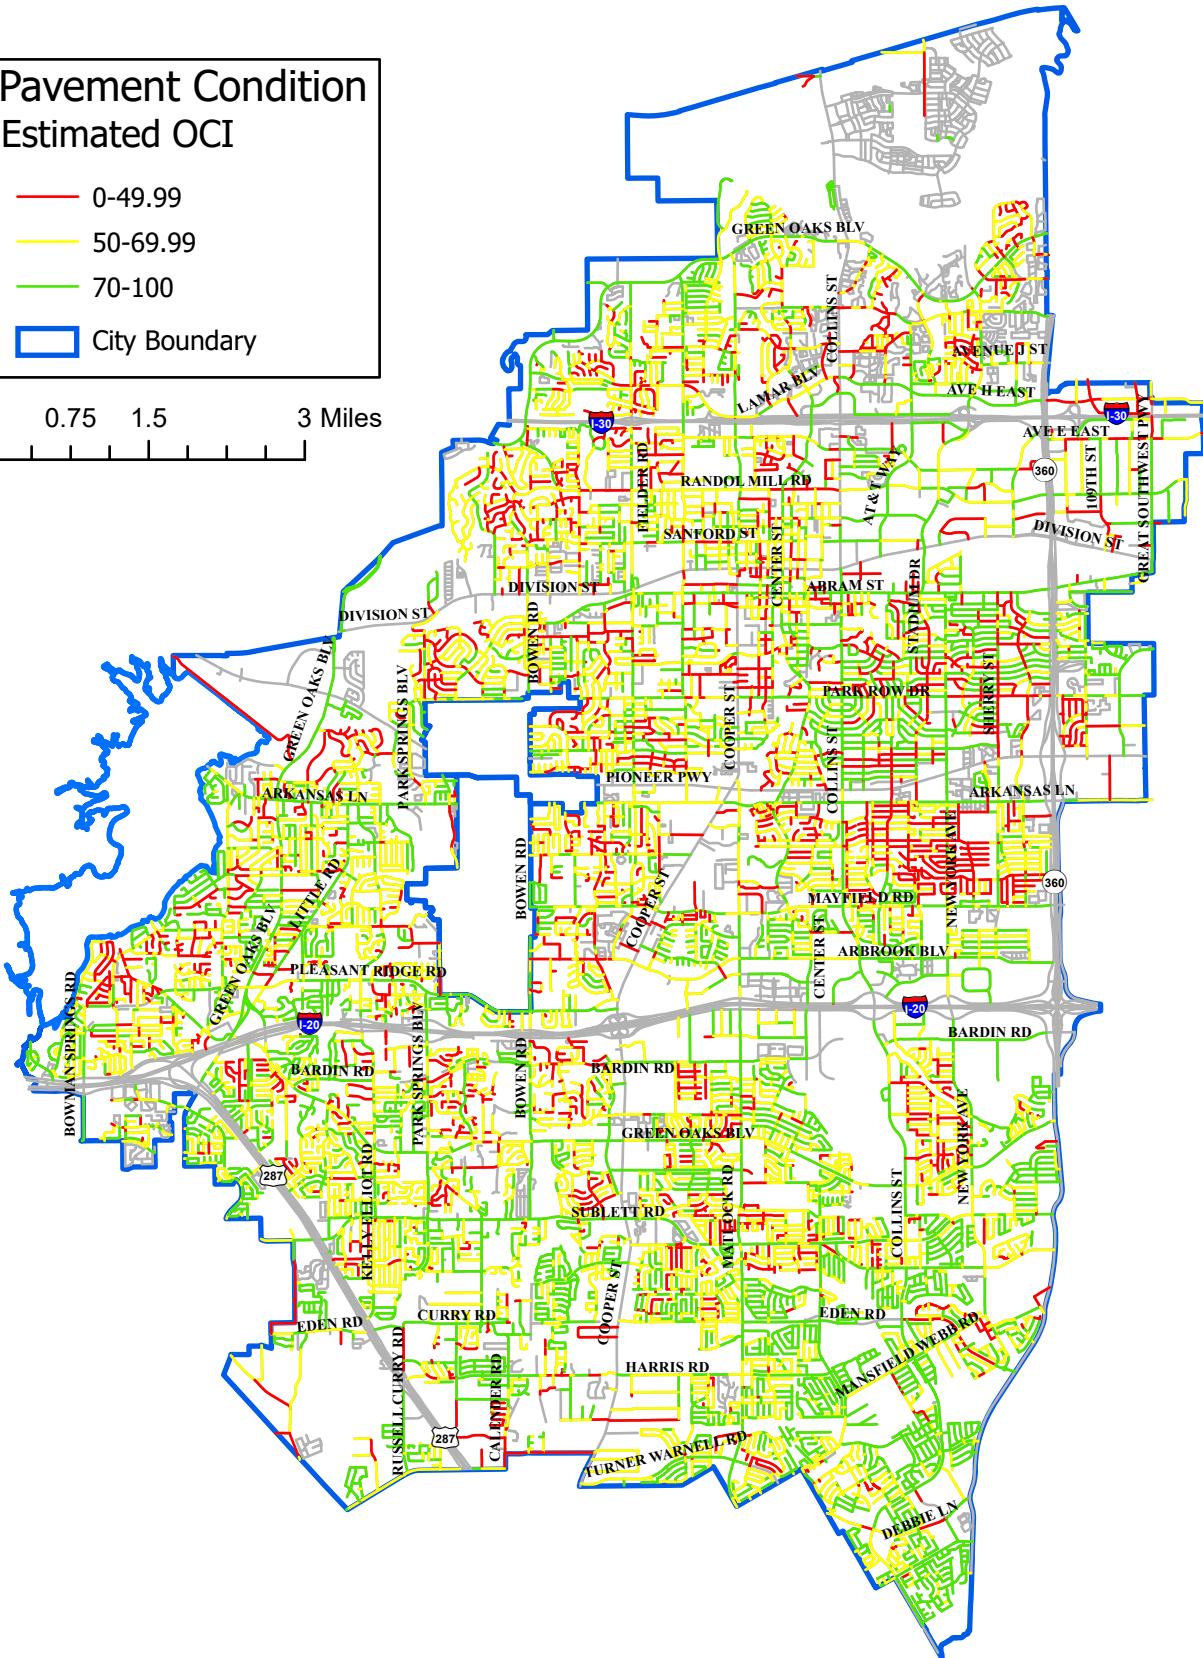 Pavement Condition
Estimated OCI
0-49.99
50-69.99
70-100
City Boundary
0.75 1.5 3 Miles
GREEN OAKS BLV
COLLINS ST
AVENUE J ST
LAMAR BLV
AVE H EAST
I-30
I-30
AVE E EAST
GREAT SOUTHWEST PWY
109TH ST
360
FIELDER RD
RANDOL MILL RD
AT&T WAY
SANFORD ST
CENTER ST
DIVISION ST
DIVISION ST
ABRAM ST
STADIUM DR
DIVISION ST
BOWEN RD
GREEN OAKS BLV
PARK SPRINGS BLV
SHERRY ST
PARK ROW DR
COOPER ST
COLLINS ST
PIONEER PWY
ARKANSAS LN
ARKANSAS LN
NEW YORK AVE
LITTLE RD
BOWEN RD
360
MAYFIELD RD
COOPER ST
GREEN OAKS BLV
CENTER ST
ARBROOK BLV
PLEASANT RIDGE RD
BOWMAN SPRINGS RD
I-20
I-20
BARDIN RD
PARK SPRINGS BLV
BOWEN RD
BARDIN RD
BARDIN RD
NEW YORK AVE
GREEN OAKS BLV
287
KELLY ELLIOT RD
MATLOCK RD
COLLINS ST
SUBLETT RD
COOPER ST
EDEN RD
CURRY RD
EDEN RD
MANSFIELD WEBB RD
RUSSELL CURRY RD
CALENDER RD
HARRIS RD
287
TURNER WARNELL RD
DEBBIE LN